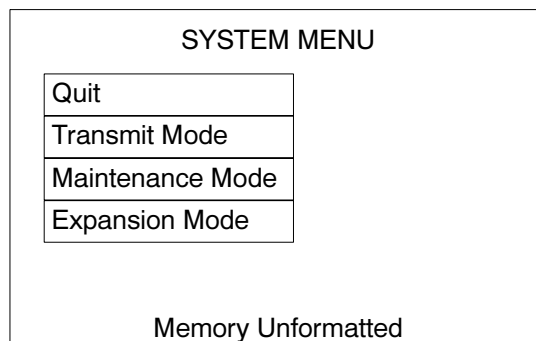 SYSTEM MENU
Quit
Transmit Mode
Maintenance Mode
Expansion Mode
Memory Unformatted